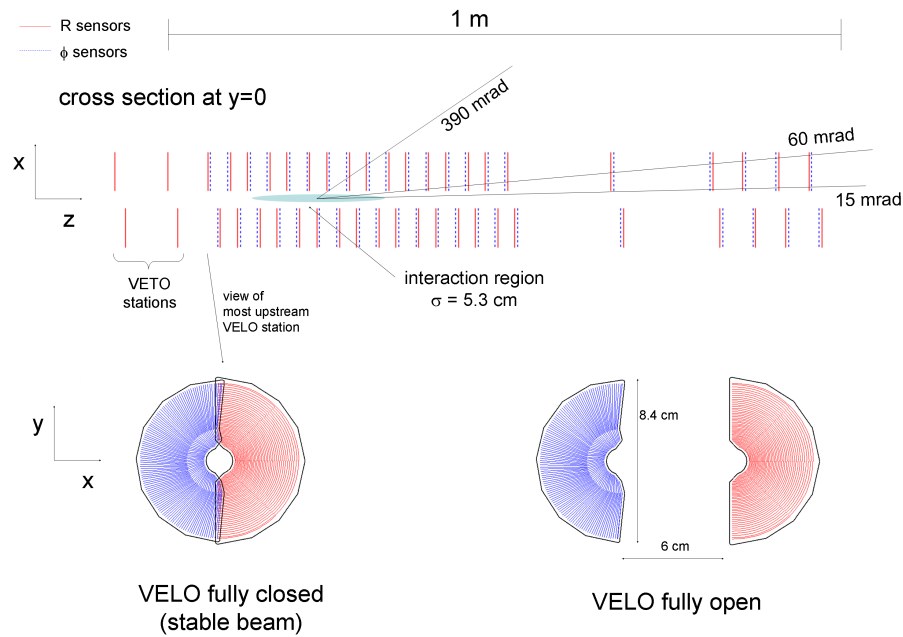 R sensors
ϕ sensors
1 m
cross section at y=0
390 mrad
60 mrad
15 mrad
x
z
VETO
stations
interaction region
σ = 5.3 cm
view of
most upstream
VELO station
y
x
8.4 cm
6 cm
VELO fully closed
(stable beam)
VELO fully open